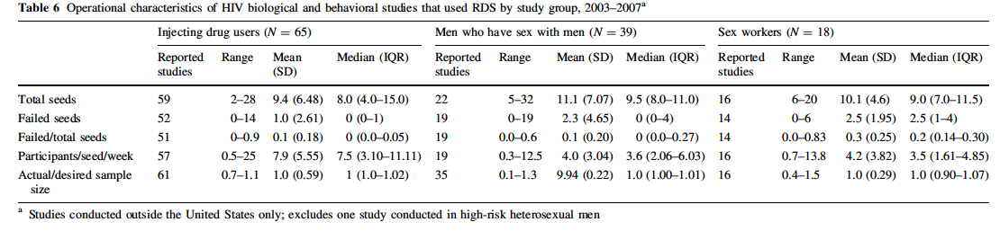 Table 6 Operational characteristics of HIV biological and behavioral studies that used RDS by study group, 2003–2007a
Injecting drug users (N = 65) Men who have sex with men (N = 39) Sex workers (N = 18)
Reported studies Range Mean (SD) Median (IQR) Reported studies Range Mean (SD) Median (IQR) Reported studies Range Mean (SD) Median (IQR)
Total seeds 59 2–28 9.4 (6.48) 8.0 (4.0–15.0) 22 5–32 11.1 (7.07) 9.5 (8.0–11.0) 16 6–20 10.1 (4.6) 9.0 (7.0–11.5)
Failed seeds 52 0–14 1.0 (2.61) 0 (0–1) 19 0–19 2.3 (4.65) 0 (0–4) 14 0–6 2.5 (1.95) 2.5 (1–4)
Failed/total seeds 51 0–0.9 0.1 (0.18) 0 (0.0–0.05) 19 0.0–0.6 0.1 (0.20) 0 (0.0–0.27) 14 0.0–0.83 0.3 (0.25) 0.2 (0.14–0.30)
Participants/seed/week 57 0.5–25 7.9 (5.55) 7.5 (3.10–11.11) 19 0.3–12.5 4.0 (3.04) 3.6 (2.06–6.03) 16 0.7–13.8 4.2 (3.82) 3.5 (1.61–4.85)
Actual/desired sample size 61 0.7–1.1 1.0 (0.59) 1 (1.0–1.02) 35 0.1–1.3 9.94 (0.22) 1.0 (1.00–1.01) 16 0.4–1.5 1.0 (0.29) 1.0 (0.90–1.07)
a Studies conducted outside the United States only; excludes one study conducted in high-risk heterosexual men